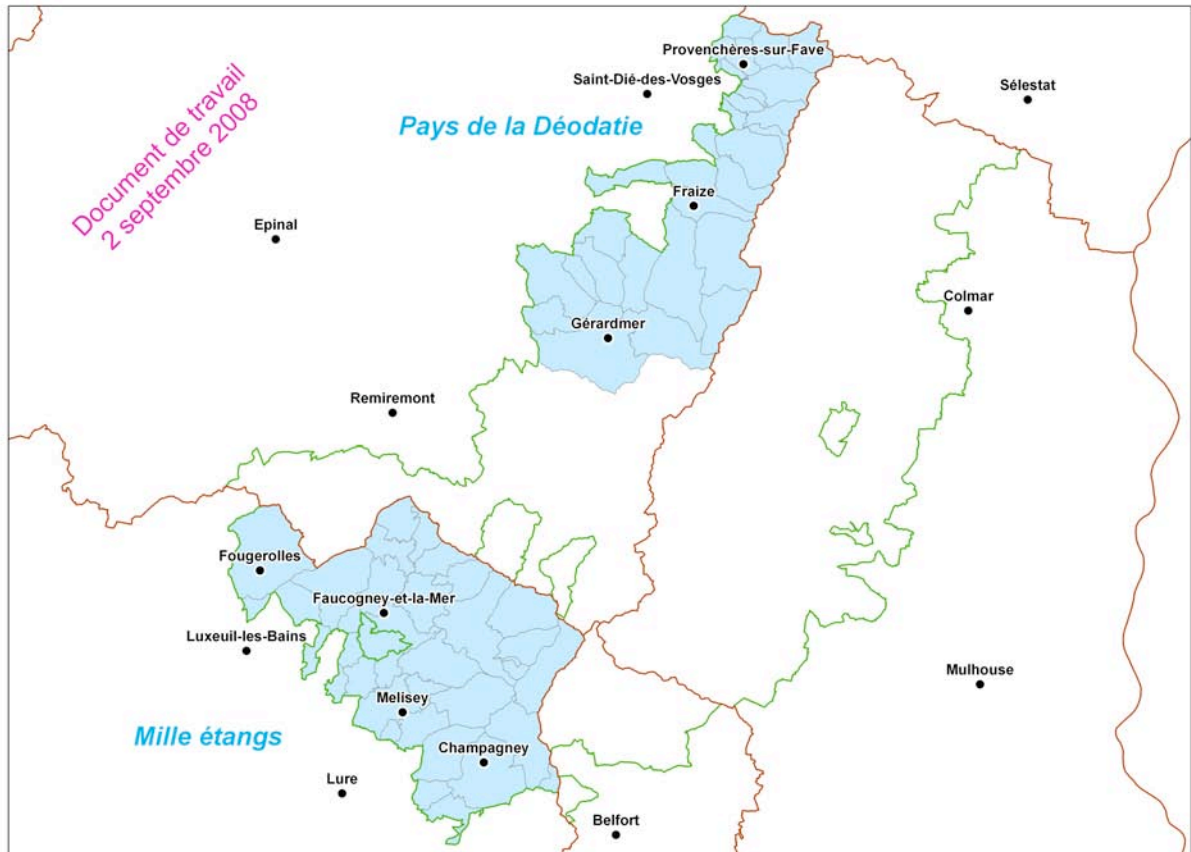 Provenchères-sur-Fave
Saint-Dié-des-Vosges
Sélestat
Document de travail
2 septembre 2008
Pays de la Déodatie
Fraize
Epinal
Colmar
Gérardmer
Remiremont
Fougerolles
Faucogney-et-la-Mer
Luxeuil-les-Bains
Mulhouse
Melisey
Mille étangs
Champagney
Lure
Belfort